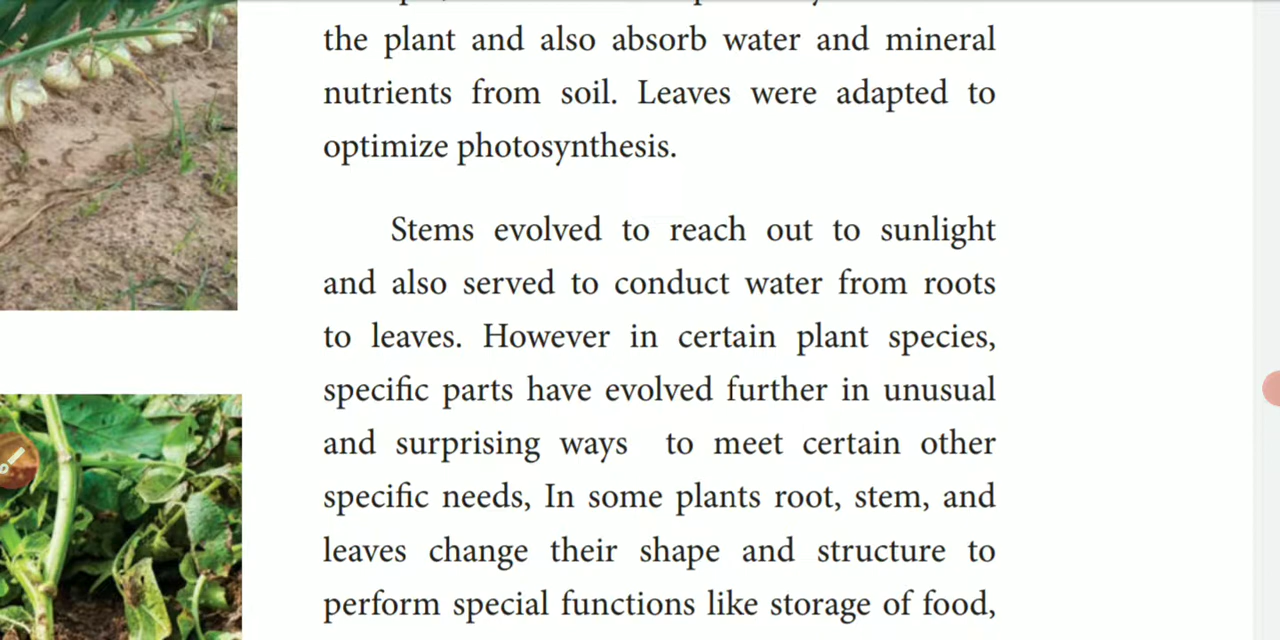 the plant and also absorb water and mineral
nutrients from soil. Leaves were adapted to
optimize photosynthesis.
Stems evolved to reach out to sunlight
and also served to conduct water from roots
to leaves. However in certain plant species,
specific parts have evolved further in unusual
and surprising ways to meet certain other
specific needs, In some plants root, stem, and
leaves change their shape and structure to
perform special functions like storage of food,